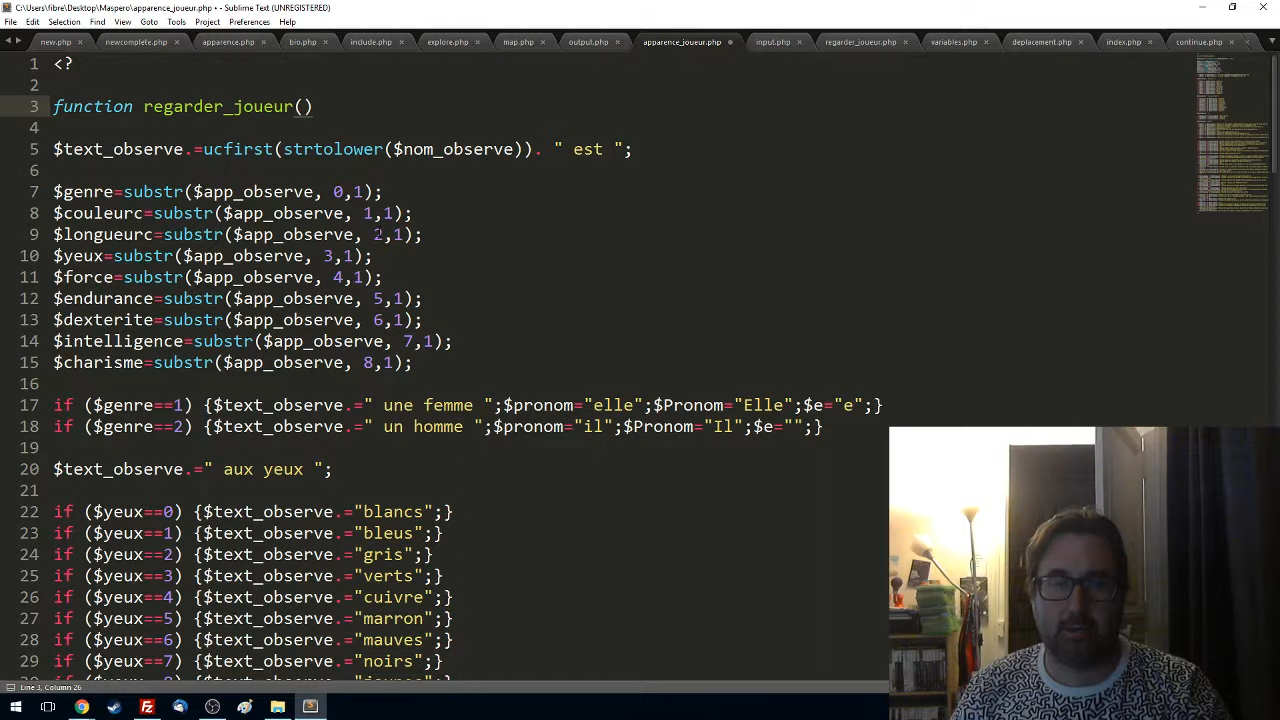 C:\Users\fibre\Desktop\Maspero\apparence_joueur.php • - Sublime Text (UNREGISTERED)
File Edit Selection Find View Goto Tools Project Preferences Help
new.php newcomplete.php apparence.php bio.php include.php explore.php map.php output.php apparence_joueur.php input.php regarder_joueur.php variables.php deplacement.php index.php continue.php
1 <?
2
3 function regarder_joueur()
4
5 $text_observe.=ucfirst(strtolower($nom_observe)). " est ";
6
7 $genre=substr($app_observe, 0,1);
8 $couleurc=substr($app_observe, 1,1);
9 $longueurc=substr($app_observe, 2,1);
10 $yeux=substr($app_observe, 3,1);
11 $force=substr($app_observe, 4,1);
12 $endurance=substr($app_observe, 5,1);
13 $dexterite=substr($app_observe, 6,1);
14 $intelligence=substr($app_observe, 7,1);
15 $charisme=substr($app_observe, 8,1);
16
17 if ($genre==1) {$text_observe.=" une femme ";$pronom="elle";$Pronom="Elle";$e="e";}
18 if ($genre==2) {$text_observe.=" un homme ";$pronom="il";$Pronom="Il";$e="";}
19
20 $text_observe.=" aux yeux ";
21
22 if ($yeux==0) {$text_observe.="blancs";}
23 if ($yeux==1) {$text_observe.="bleus";}
24 if ($yeux==2) {$text_observe.="gris";}
25 if ($yeux==3) {$text_observe.="verts";}
26 if ($yeux==4) {$text_observe.="cuivre";}
27 if ($yeux==5) {$text_observe.="marron";}
28 if ($yeux==6) {$text_observe.="mauves";}
29 if ($yeux==7) {$text_observe.="noirs";}
Line 3, Column 26